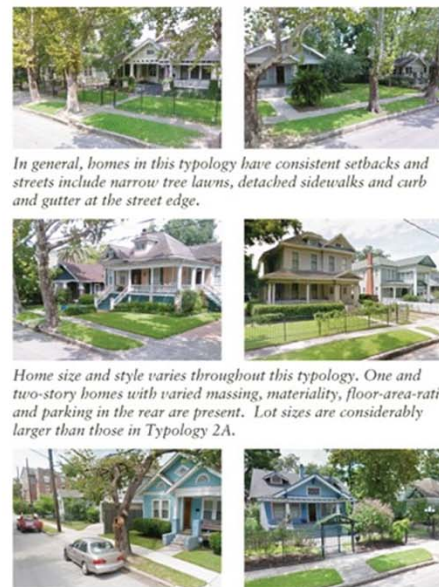 In general, homes in this typology have consistent setbacks and
streets include narrow tree lawns, detached sidewalks and curb
and gutter at the street edge.
Home size and style varies throughout this typology. One and
two-story homes with varied massing, materiality, floor-area-rati
and parking in the rear are present. Lot sizes are considerably
larger than those in Typology 2A.